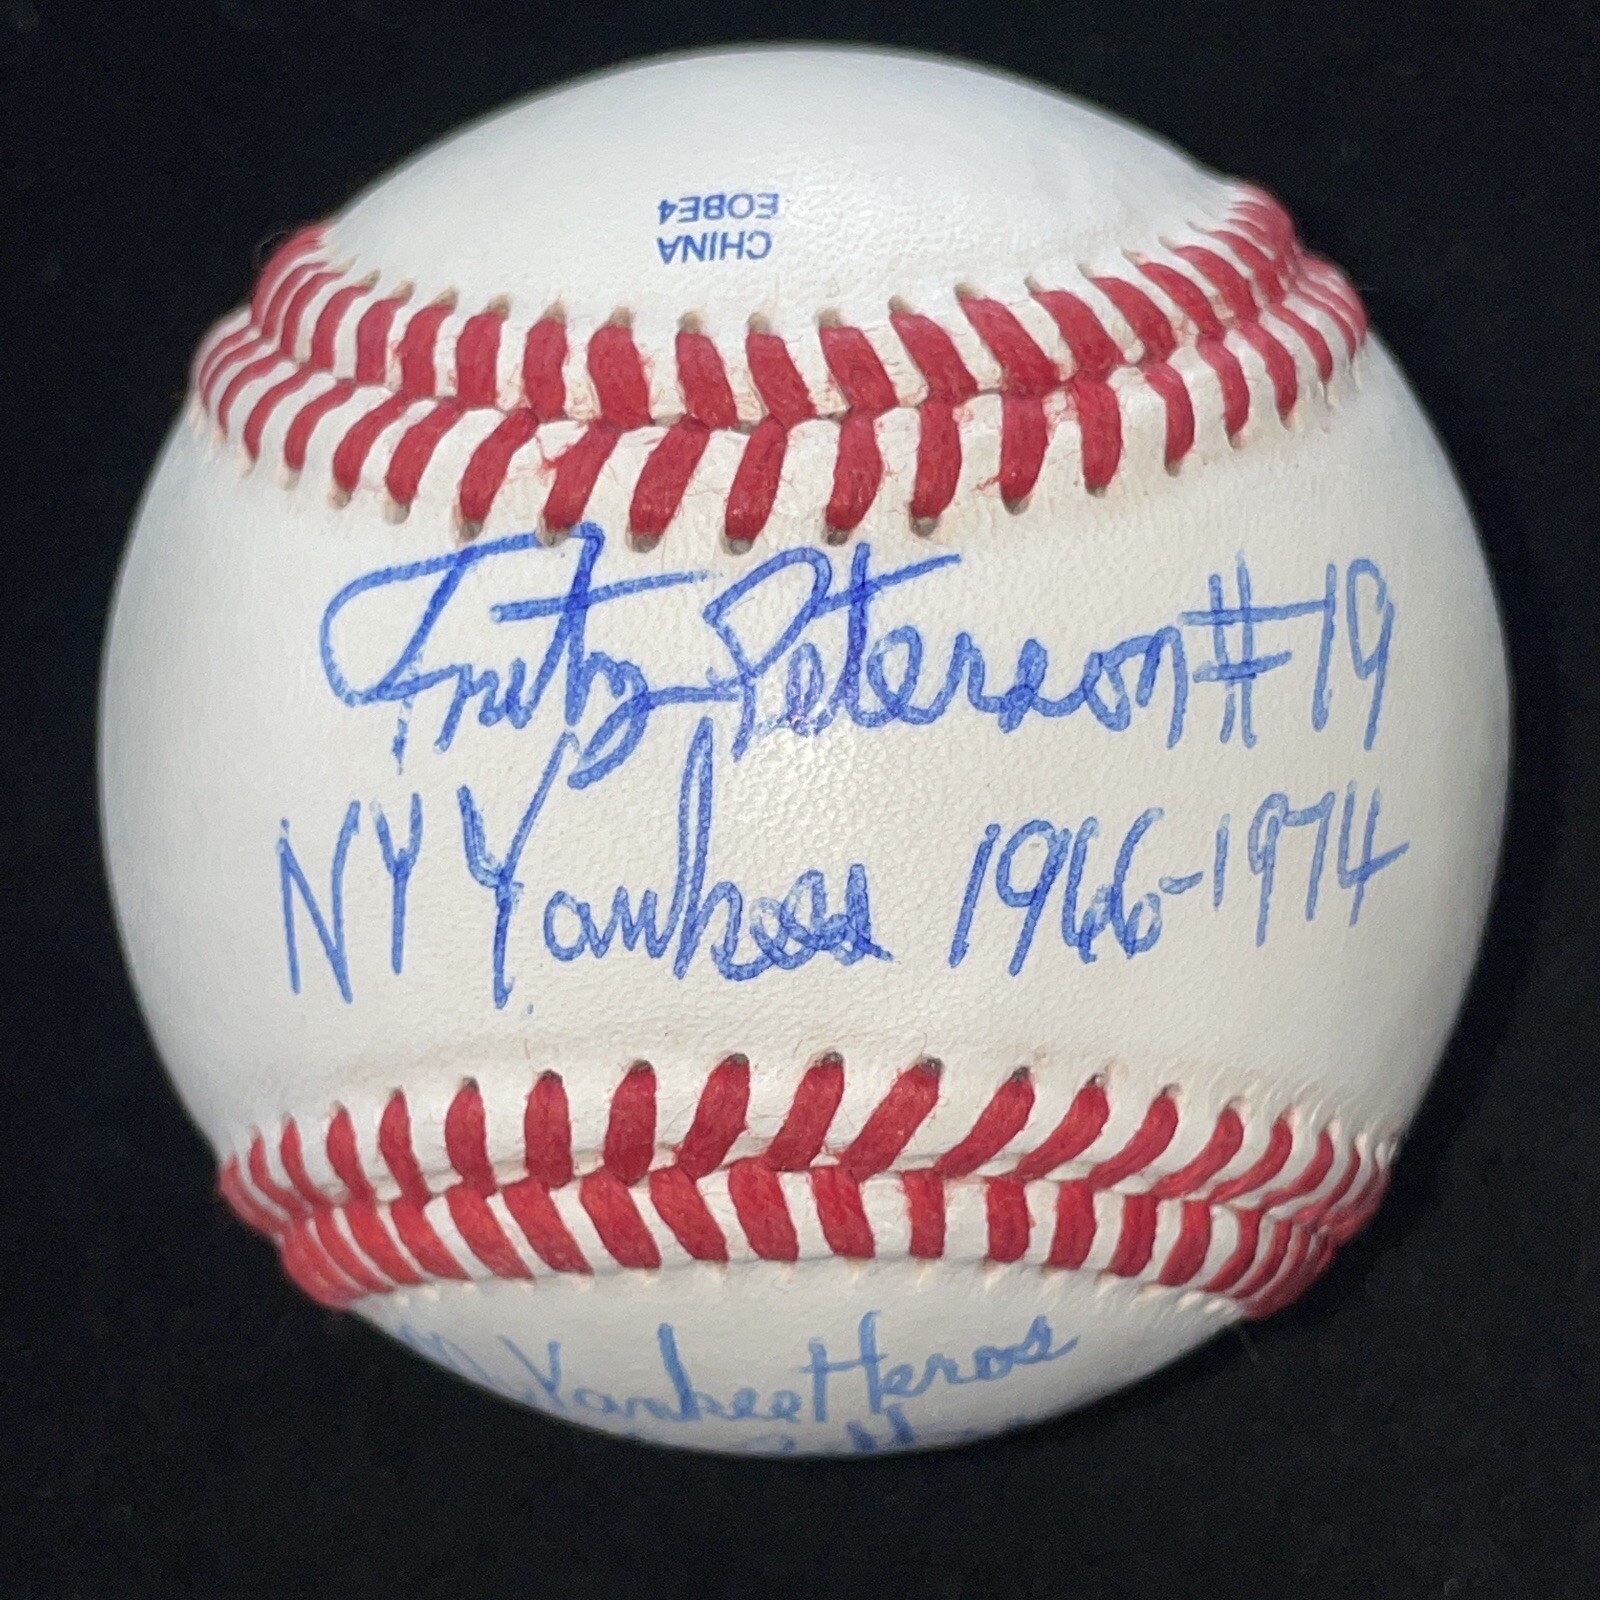 EOBE4
CHINA
Fritz Peterson #19
NY Yankees 1966-1974
Yankee Heros